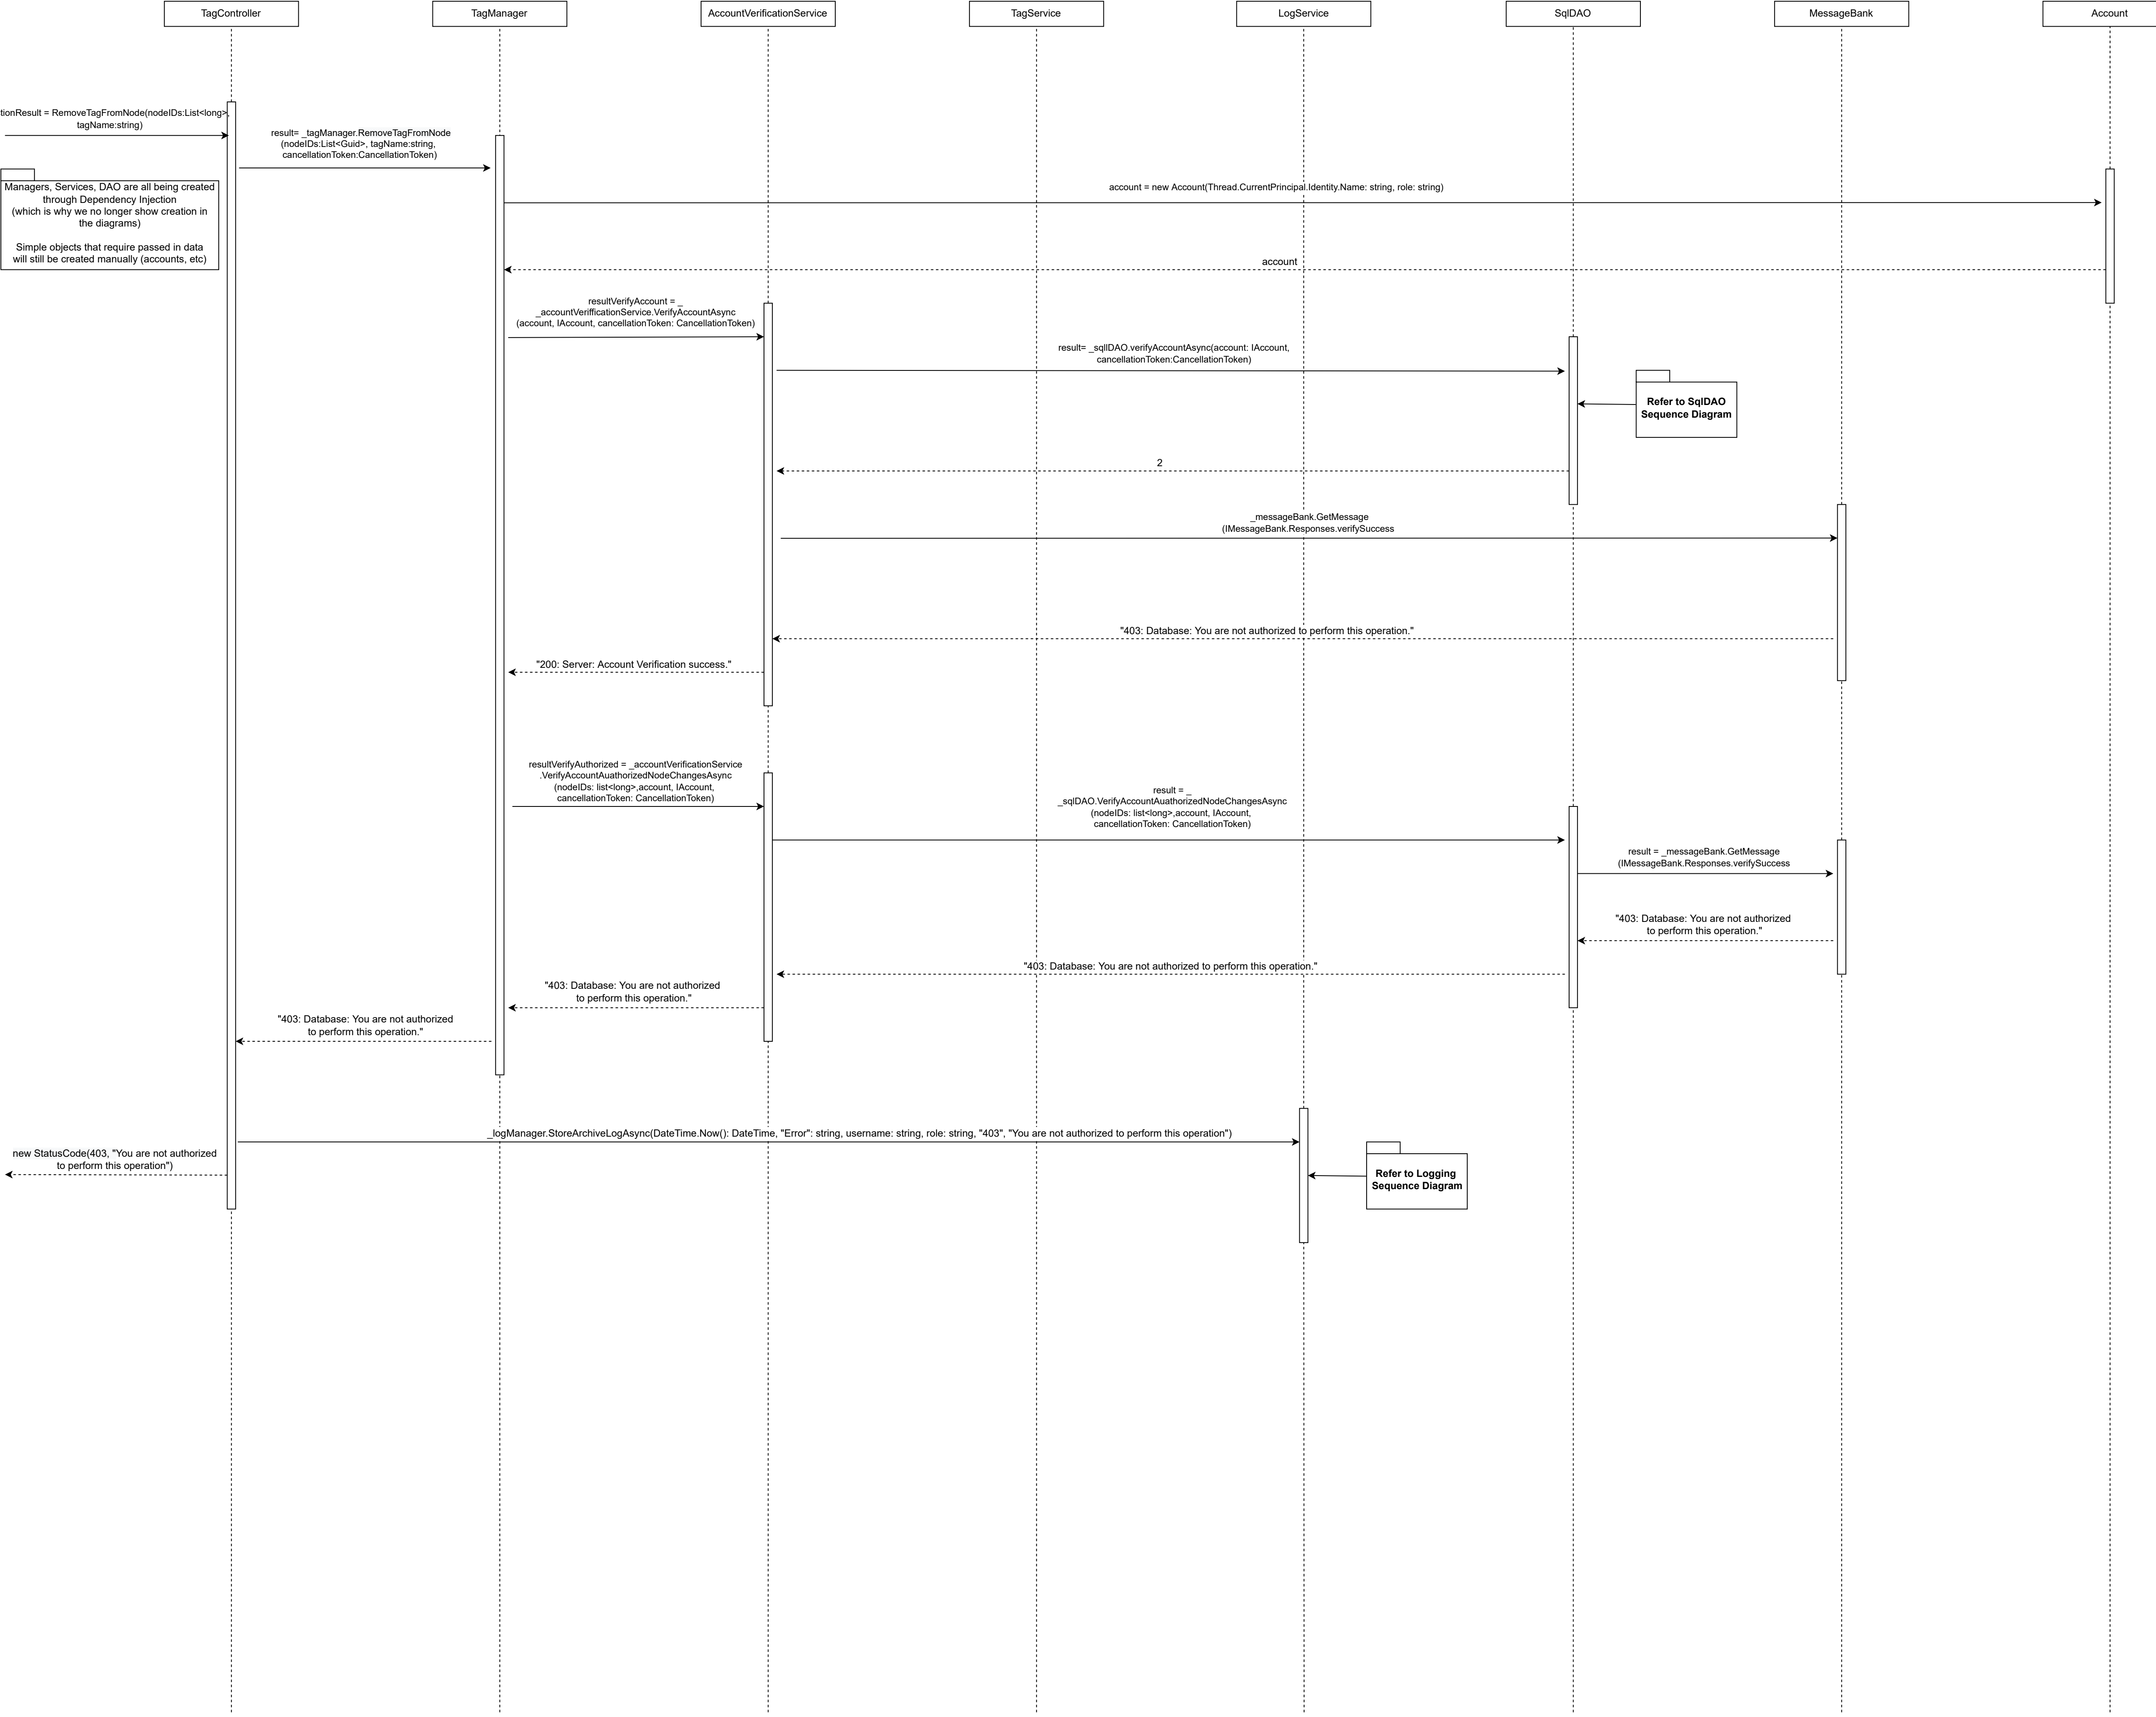 TagController
TagManager
AccountVerificationService
TagService
LogService
SqlDAO
MessageBank
Account
tionResult = RemoveTagFromNode(nodeIDs:List<long>,
tagName:string)
result= _tagManager.RemoveTagFromNode
(nodeIDs:List<Guid>, tagName:string,
cancellationToken:CancellationToken)
Managers, Services, DAO are all being created
through Dependency Injection
(which is why we no longer show creation in
the diagrams)
Simple objects that require passed in data
will still be created manually (accounts, etc)
account = new Account(Thread.CurrentPrincipal.Identity.Name: string, role: string)
account
resultVerifyAccount = _
_accountVeriffication​Service.VerifyAccountAsync
(account, IAccount, cancellationToken: CancellationToken)
result= _sqlIDAO.verifyAccountAsync(account: IAccount,
cancellationToken:CancellationToken)
Refer to SqlDAO
Sequence Diagram
2
_messageBank.GetMessage
(IMessageBank.Responses.verifySuccess
"403: Database: You are not authorized to perform this operation."
"200: Server: Account Verification success."
resultVerifyAuthorized = _accountVerificationService
.VerifyAccountAuathorizedNodeChangesAsync
(nodeIDs: list<long>,account, IAccount,
cancellationToken: CancellationToken)
result = _
_sqlDAO.VerifyAccountAuathorizedNodeChangesAsync
(nodeIDs: list<long>,account, IAccount,
cancellationToken: CancellationToken)
result = _messageBank.GetMessage
(IMessageBank.Responses.verifySuccess
"403: Database: You are not authorized
to perform this operation."
"403: Database: You are not authorized to perform this operation."
"403: Database: You are not authorized
to perform this operation."
"403: Database: You are not authorized
to perform this operation."
_logManager.StoreArchiveLogAsync(DateTime.Now(): DateTime, "Error": string, username: string, role: string, "403", "You are not authorized to perform this operation")
new StatusCode(403, "You are not authorized
to perform this operation")
Refer to Logging
Sequence Diagram